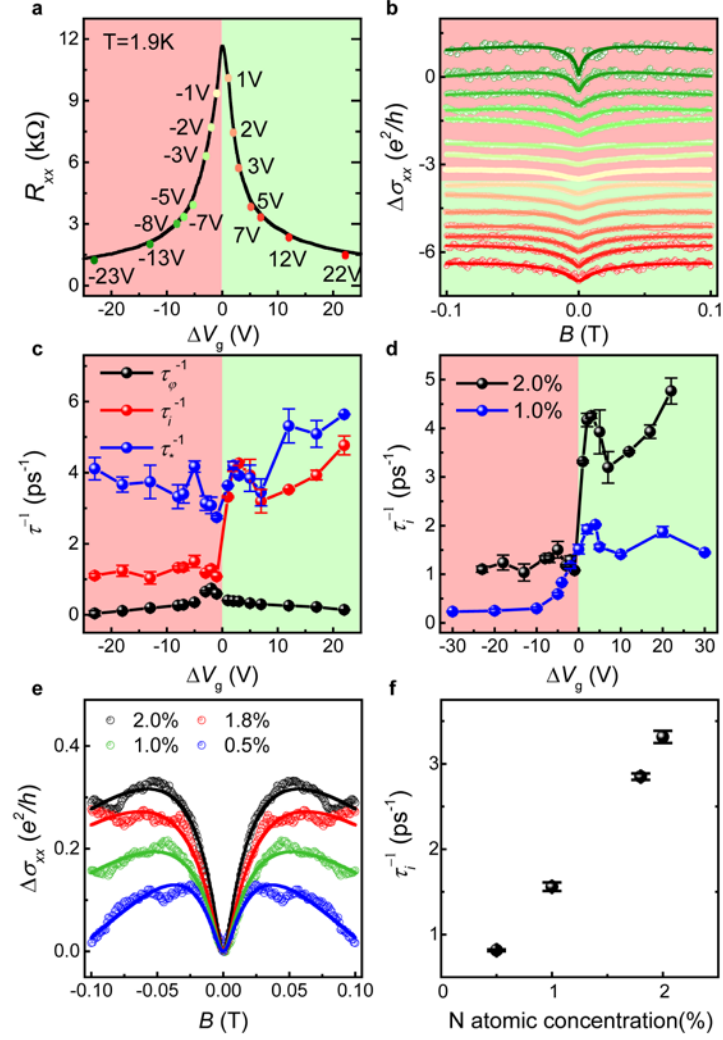 a
T=1.9K
12
9
6
3
0
Rxx (kΩ)
-1V
1V
-2V
2V
-3V
3V
-5V
5V
-8V
-7V
7V
-13V
12V
-23V
22V
-20 -10 0 10 20
ΔVg (V)
b
0
-3
-6
Δσxx (e²/h)
-0.1 0.0 0.1
B (T)
c
τφ⁻¹
τi⁻¹
τ*⁻¹
6
4
2
0
τ⁻¹ (ps⁻¹)
-20 -10 0 10 20
ΔVg (V)
d
2.0%
1.0%
5
4
3
2
1
0
τi⁻¹ (ps⁻¹)
-30 -20 -10 0 10 20 30
ΔVg (V)
e
2.0% 1.8%
1.0% 0.5%
0.4
0.2
0.0
Δσxx (e²/h)
-0.10 -0.05 0.00 0.05 0.10
B (T)
f
3
2
1
τi⁻¹ (ps⁻¹)
0 1 2
N atomic concentration(%)